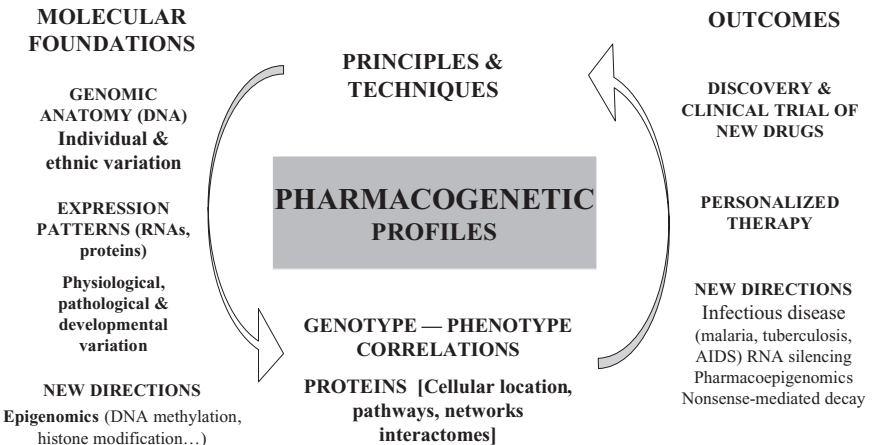 MOLECULAR
FOUNDATIONS
GENOMIC
ANATOMY (DNA)
Individual &
ethnic variation
EXPRESSION
PATTERNS (RNAs,
proteins)
Physiological,
pathological &
developmental
variation
NEW DIRECTIONS
Epigenomics (DNA methylation,
histone modification…)
PRINCIPLES &
TECHNIQUES
PHARMACOGENETIC
PROFILES
GENOTYPE — PHENOTYPE
CORRELATIONS
PROTEINS [Cellular location,
pathways, networks
interactomes]
OUTCOMES
DISCOVERY &
CLINICAL TRIAL OF
NEW DRUGS
PERSONALIZED
THERAPY
NEW DIRECTIONS
Infectious disease
(malaria, tuberculosis,
AIDS) RNA silencing
Pharmacoepigenomics
Nonsense-mediated decay